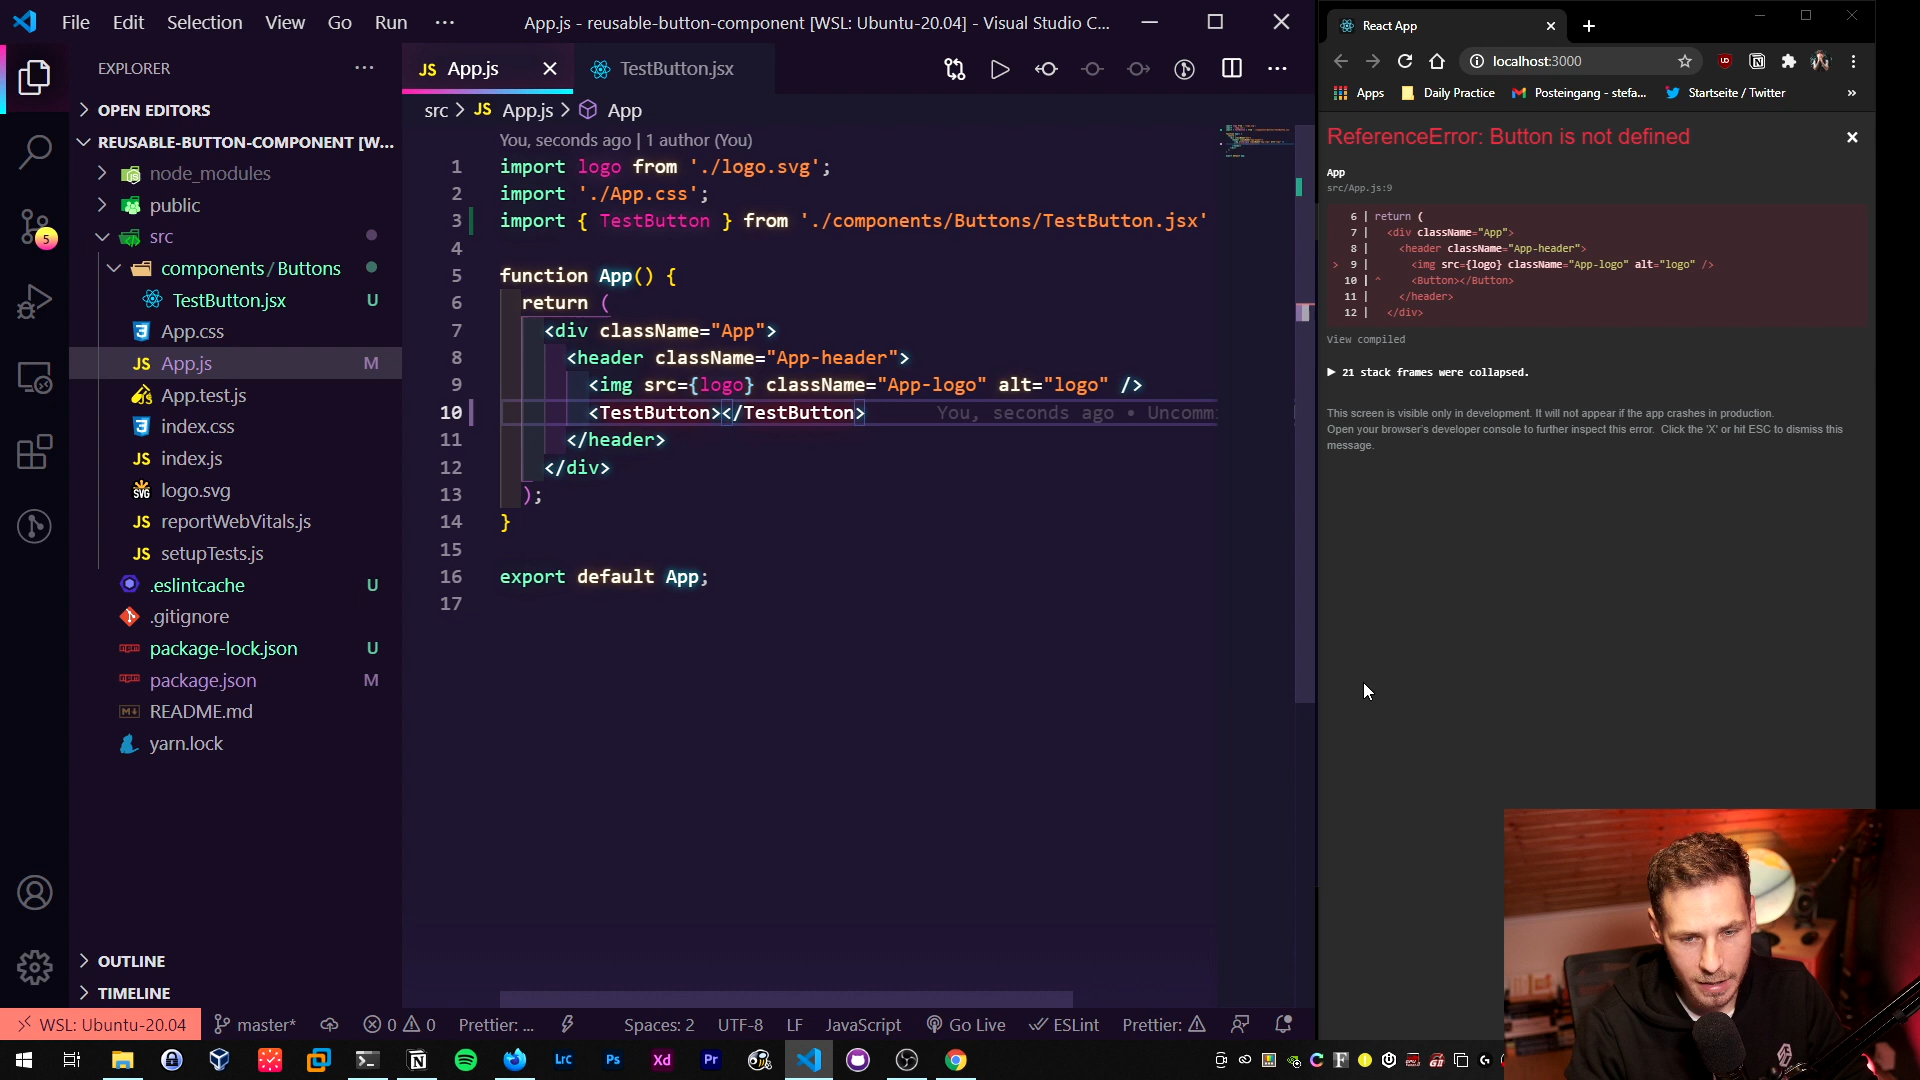 File Edit Selection View Go Run ···
App.js - reusable-button-component [WSL: Ubuntu-20.04] - Visual Studio C...
EXPLORER
OPEN EDITORS
REUSABLE-BUTTON-COMPONENT [W...
node_modules
public
src
components/Buttons
TestButton.jsx U
App.css
JS App.js M
App.test.js
index.css
JS index.js
SVG logo.svg
JS reportWebVitals.js
JS setupTests.js
.eslintcache U
.gitignore
package-lock.json U
package.json M
README.md
yarn.lock
OUTLINE
TIMELINE
5
JS App.js
TestButton.jsx
src > JS App.js > App
You, seconds ago | 1 author (You)
1 import logo from './logo.svg';
2 import './App.css';
3 import { TestButton } from './components/Buttons/TestButton.jsx'
4
5 function App() {
6 return (
7 <div className="App">
8 <header className="App-header">
9 <img src={logo} className="App-logo" alt="logo" />
10 <TestButton></TestButton> You, seconds ago • Uncomm
11 </header>
12 </div>
13 );
14 }
15
16 export default App;
17
WSL: Ubuntu-20.04 master* 0 0 Prettier: ... Spaces: 2 UTF-8 LF JavaScript Go Live ESLint Prettier:
React App
localhost:3000
Apps Daily Practice Posteingang - stefa... Startseite / Twitter »
ReferenceError: Button is not defined
App
src/App.js:9
6 | return (
7 | <div className="App">
8 | <header className="App-header">
> 9 | <img src={logo} className="App-logo" alt="logo" />
10 | ^ <Button></Button>
11 | </header>
12 | </div>
View compiled
▶ 21 stack frames were collapsed.
This screen is visible only in development. It will not appear if the app crashes in production.
Open your browser's developer console to further inspect this error. Click the 'X' or hit ESC to dismiss this
message.
Lrc Ps Xd Pr